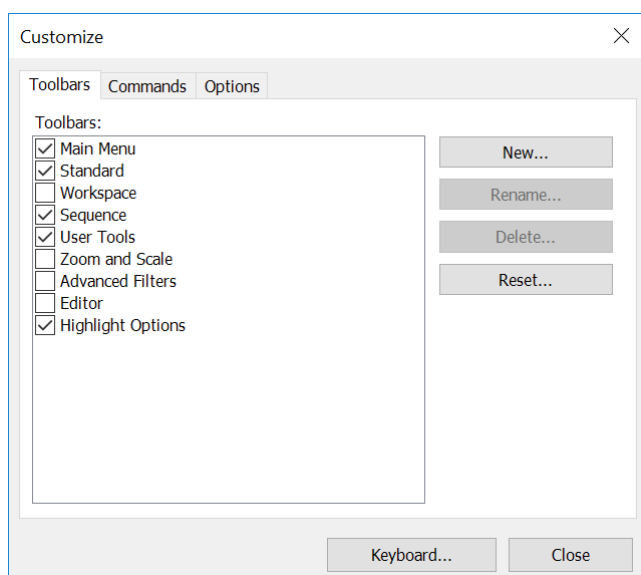 Customize
Toolbars Commands Options
Toolbars:
Main Menu
Standard
Workspace
Sequence
User Tools
Zoom and Scale
Advanced Filters
Editor
Highlight Options
New...
Rename...
Delete...
Reset...
Keyboard... Close